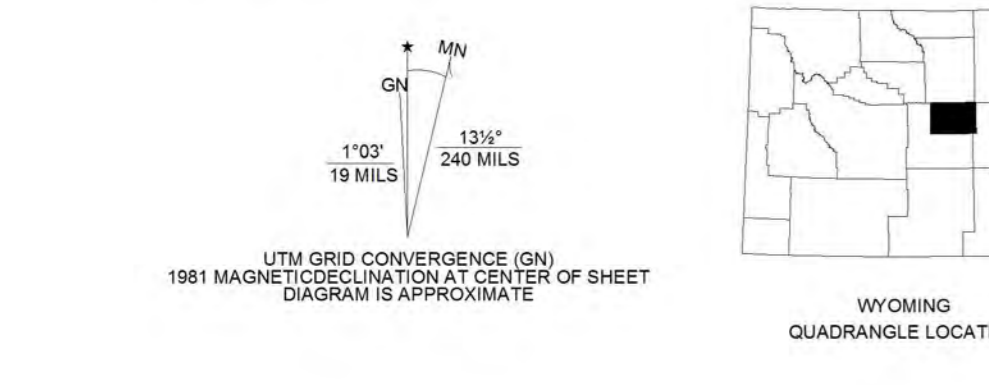 ★ MN
GN
1°03'
19 MILS
13½°
240 MILS
UTM GRID CONVERGENCE (GN)
1981 MAGNETICDECLINATION AT CENTER OF SHEET
DIAGRAM IS APPROXIMATE
WYOMING
QUADRANGLE